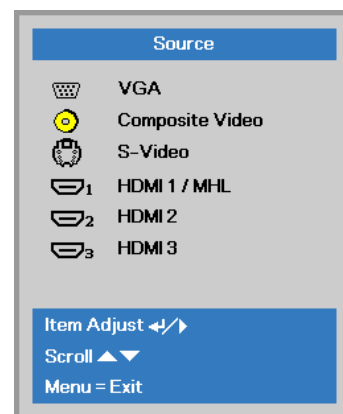 Source
VGA
Composite Video
S-Video
1 HDMI 1 / MHL
2 HDMI 2
3 HDMI 3
Item Adjust ↵/▶
Scroll ▲▼
Menu = Exit